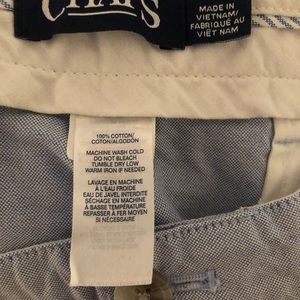 CHAPS
MADE IN
VIETNAM/
FABRIQUÉ AU
VIÊT NAM
100% COTTON/
COTON/ALGODÓN
MACHINE WASH COLD
DO NOT BLEACH
TUMBLE DRY LOW
WARM IRON IF NEEDED
LAVAGE EN MACHINE
À L'EAU FROIDE
EAU DE JAVEL INTERDITE
SÉCHAGE EN MACHINE
À BASSE TEMPÉRATURE
REPASSER À FER MOYEN
SI NÉCESSAIRE